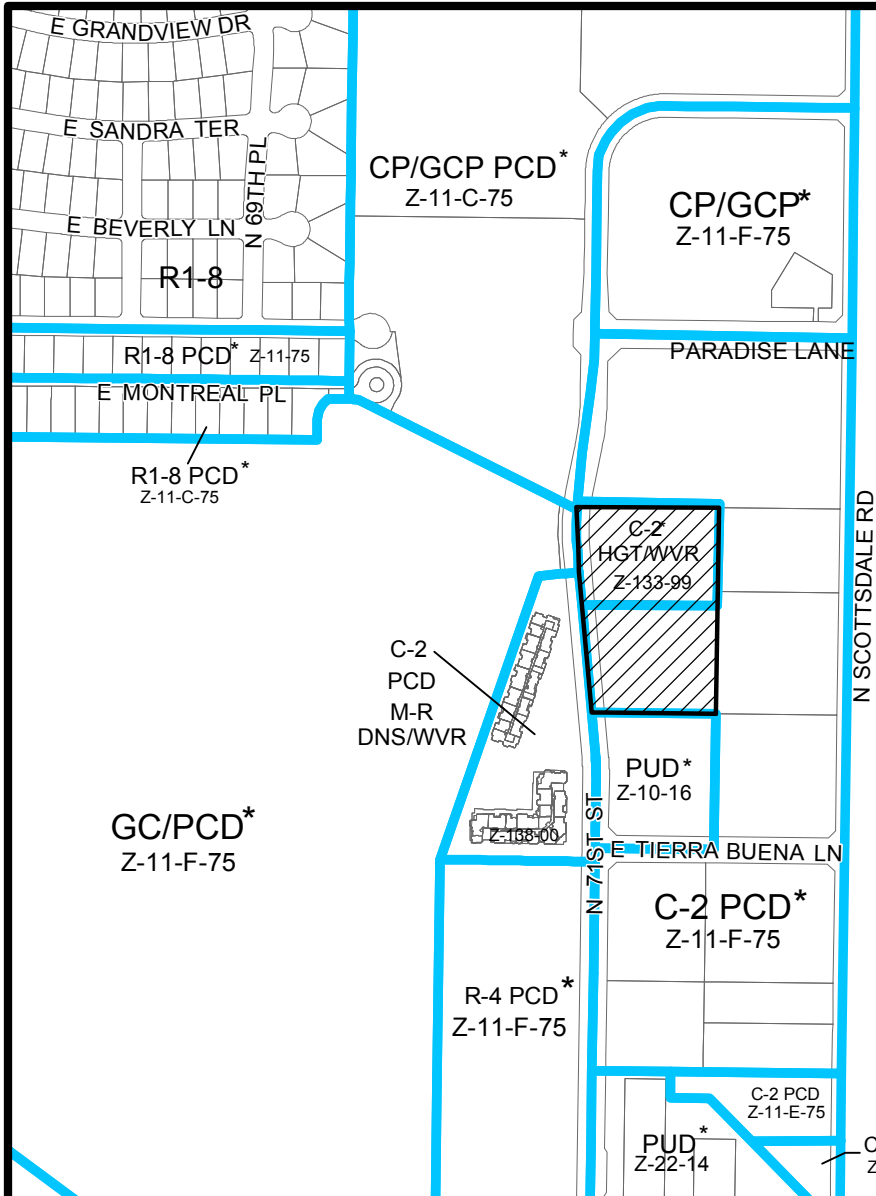 E GRANDVIEW DR
E SANDRA TER
N 69TH PL
E BEVERLY LN
R1-8
CP/GCP PCD*
Z-11-C-75
CP/GCP*
Z-11-F-75
R1-8 PCD* Z-11-75
PARADISE LANE
E MONTREAL PL
R1-8 PCD*
Z-11-C-75
C-2*
HGT/WVR
Z-133-99
N SCOTTSDALE RD
C-2
PCD
M-R
DNS/WVR
PUD*
Z-10-16
GC/PCD*
Z-11-F-75
Z-138-00
N 71ST ST
E TIERRA BUENA LN
C-2 PCD*
Z-11-F-75
R-4 PCD*
Z-11-F-75
C-2 PCD
Z-11-E-75
PUD*
Z-22-14
C
Z